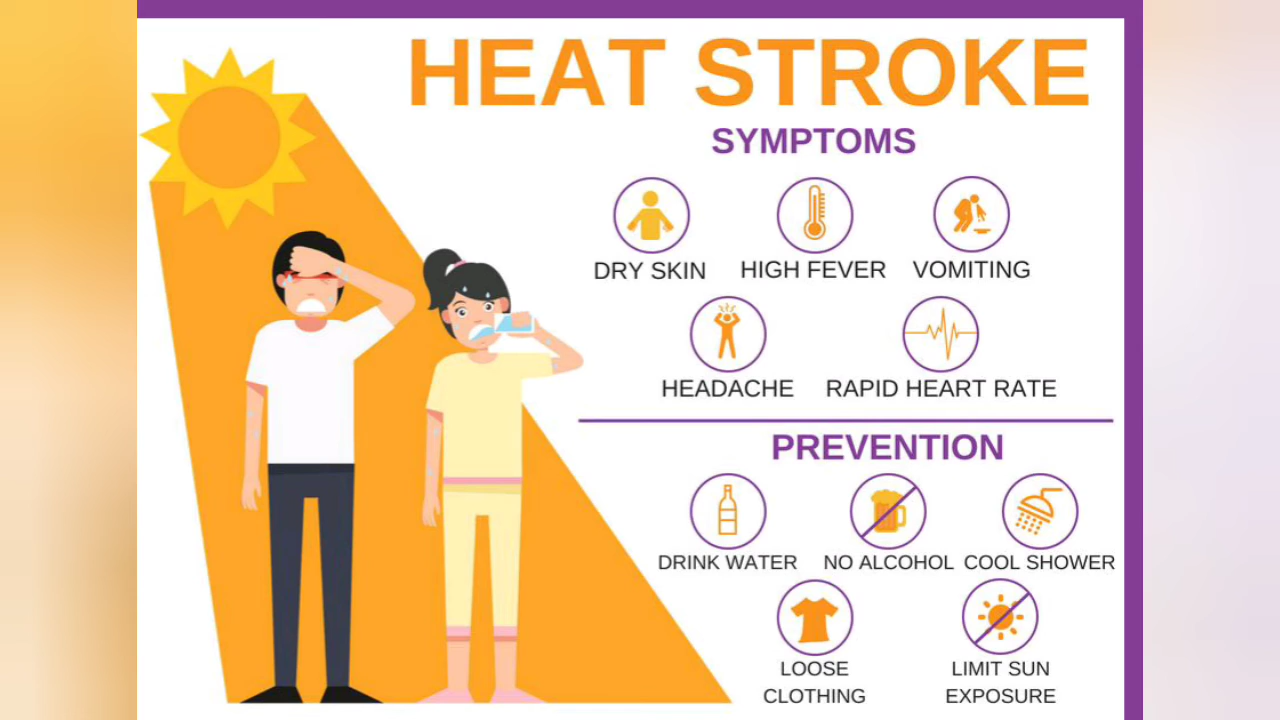 HEAT STROKE
SYMPTOMS
DRY SKIN
HIGH FEVER
VOMITING
HEADACHE
RAPID HEART RATE
PREVENTION
DRINK WATER
NO ALCOHOL
COOL SHOWER
LOOSE
CLOTHING
LIMIT SUN
EXPOSURE